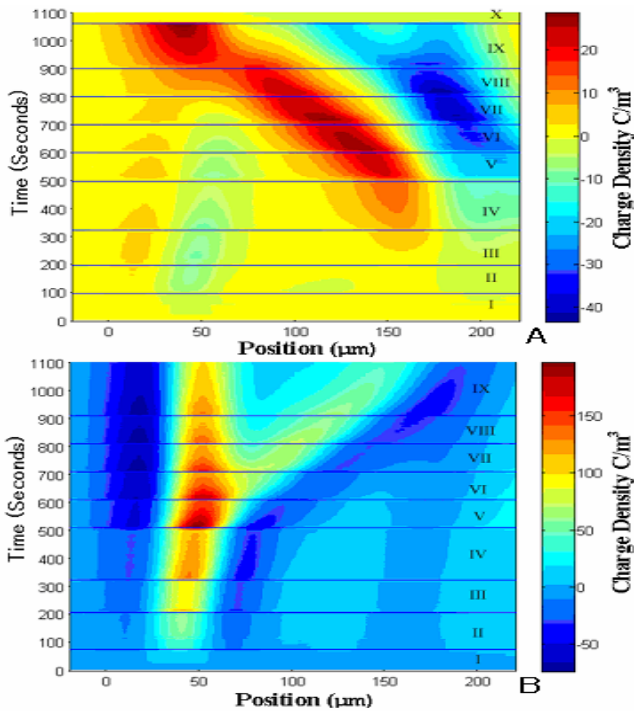 1100
1000
900
800
700
600
500
400
300
200
100
0
Time (Seconds)
X
IX
VIII
VII
VI
V
IV
III
II
I
0
50
100
150
200
Position (µm)
A
20
10
0
-10
-20
-30
-40
Charge Density C/m³
1100
1000
900
800
700
600
500
400
300
200
100
0
Time (Seconds)
IX
VIII
VII
VI
V
IV
III
II
I
0
50
100
150
200
Position (µm)
B
150
100
50
0
-50
Charge Density C/m³